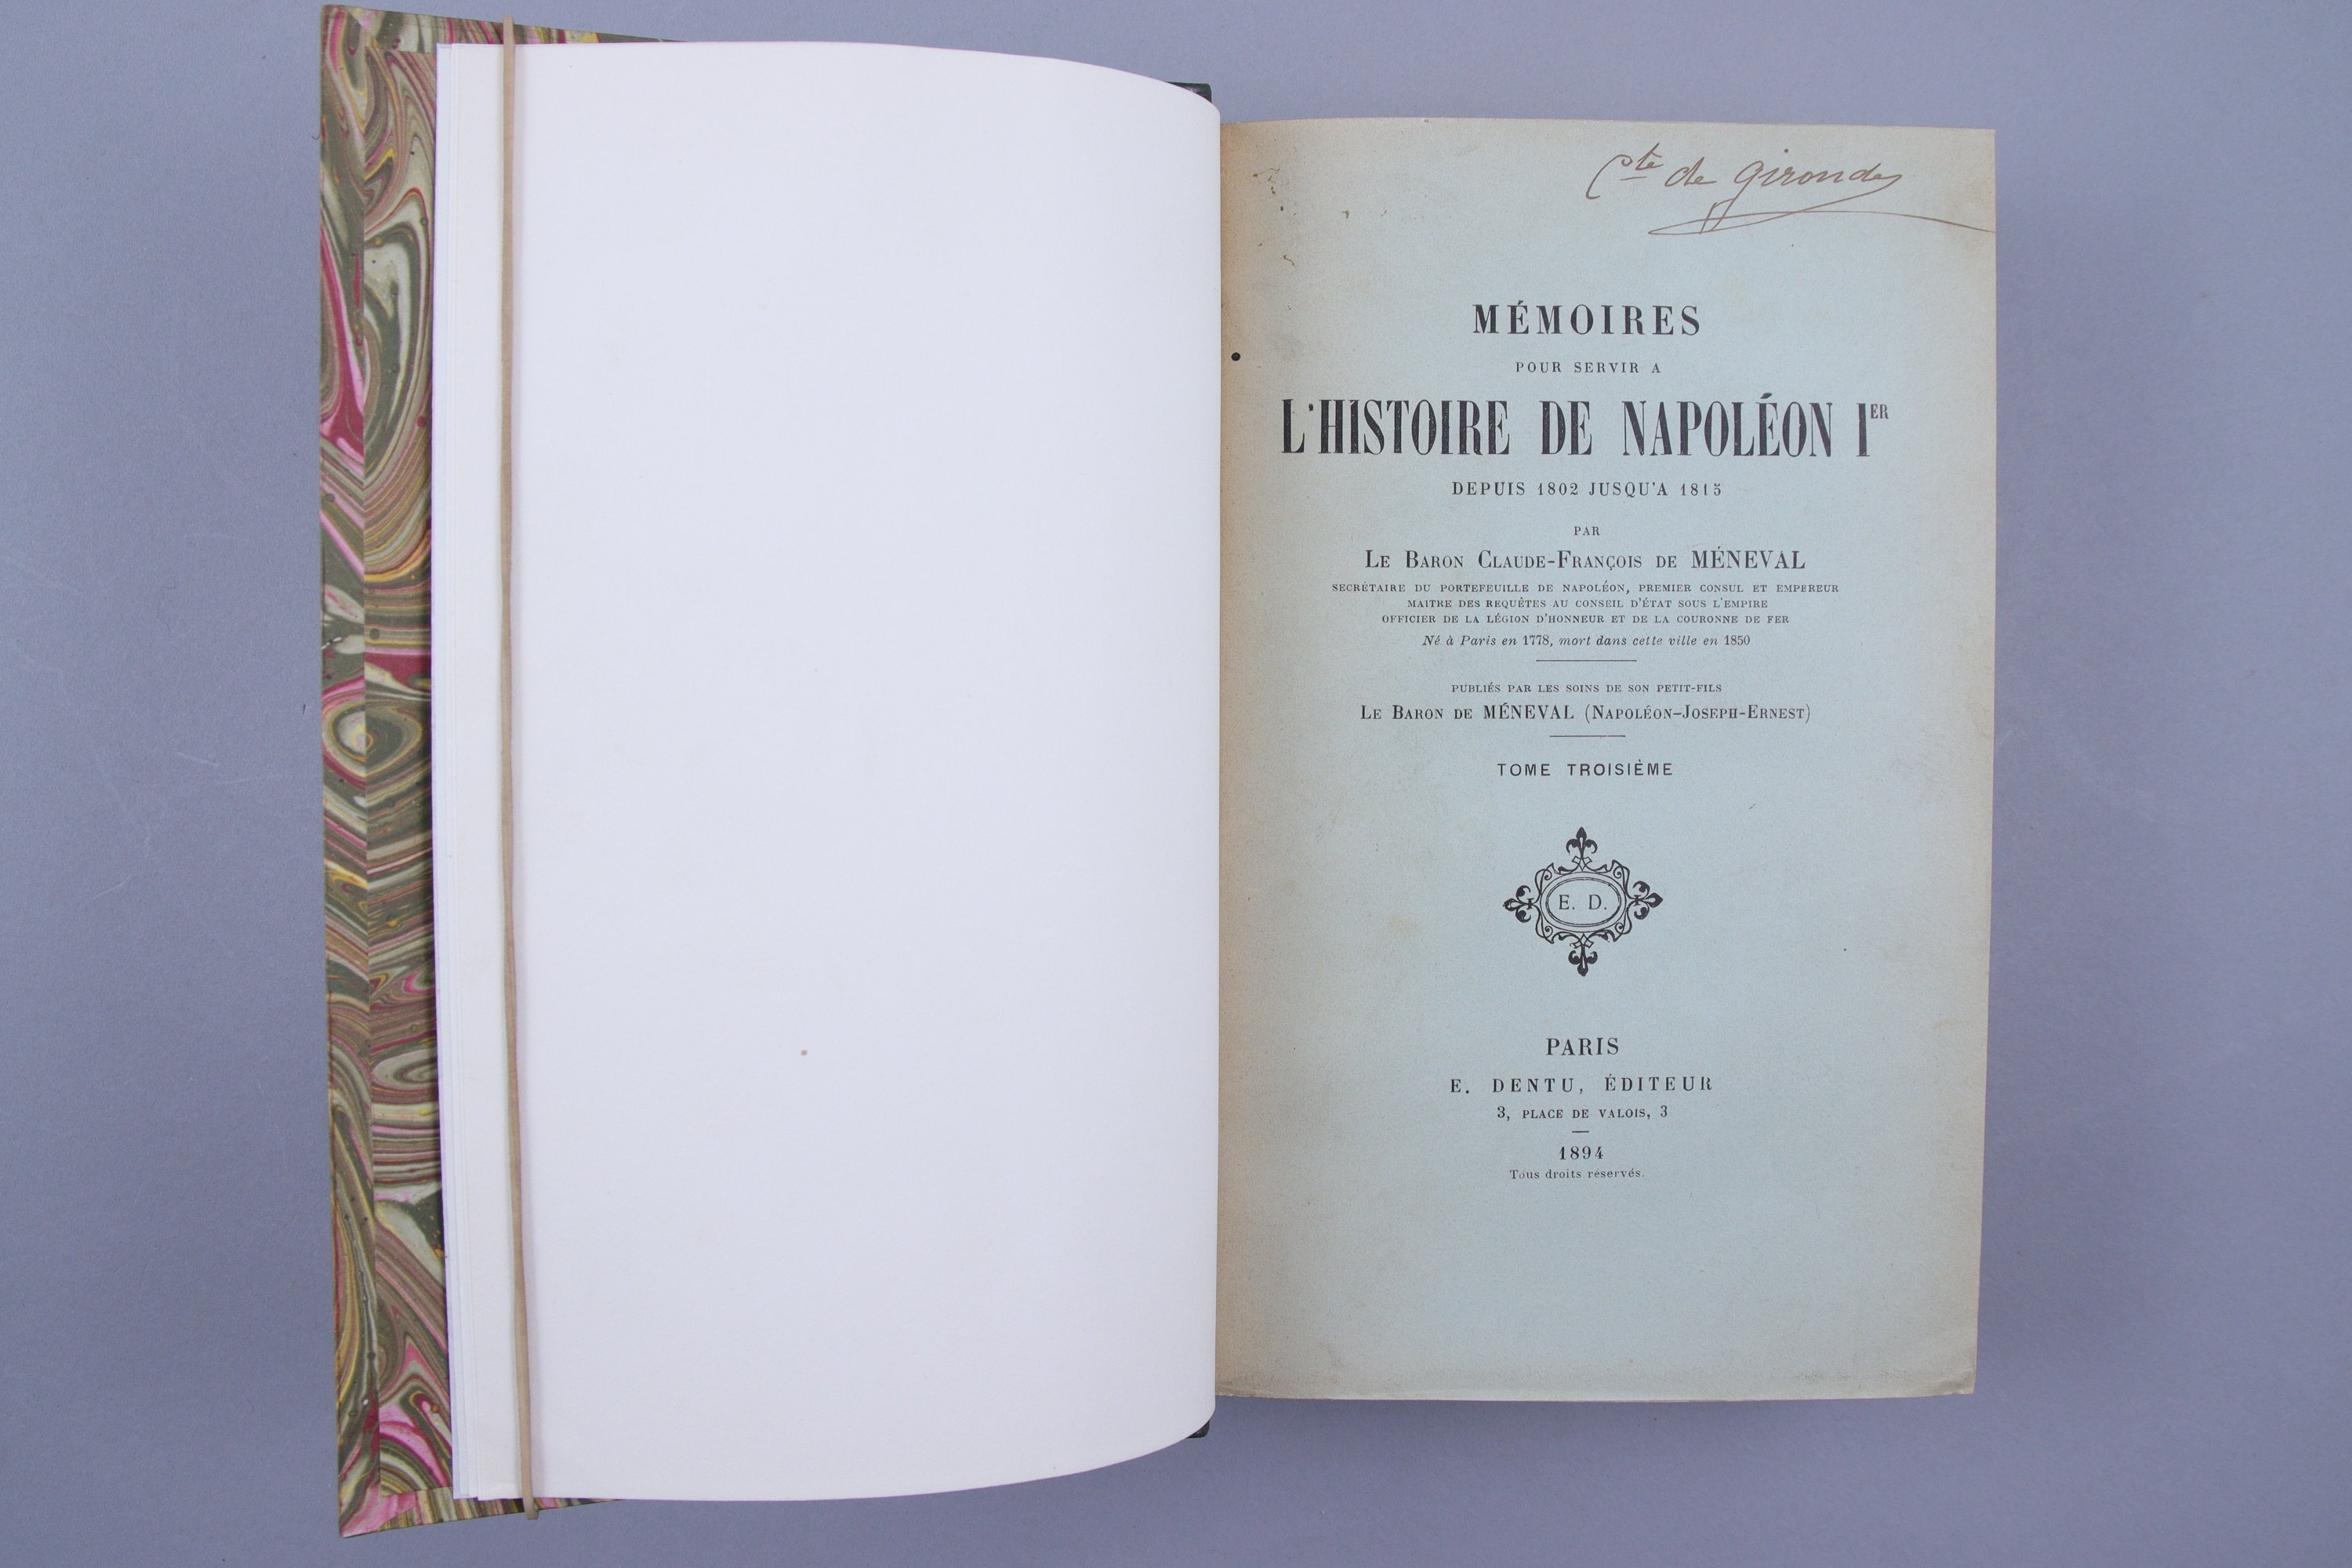 Cte de Girondes
MÉMOIRES
POUR SERVIR A
L'HISTOIRE DE NAPOLÉON IER
DEPUIS 1802 JUSQU'A 1815
PAR
LE BARON CLAUDE-FRANÇOIS DE MÉNEVAL
SECRÉTAIRE DU PORTEFEUILLE DE NAPOLÉON, PREMIER CONSUL ET EMPEREUR
MAITRE DES REQUÊTES AU CONSEIL D'ÉTAT SOUS L'EMPIRE
OFFICIER DE LA LÉGION D'HONNEUR ET DE LA COURONNE DE FER
Né à Paris en 1778, mort dans cette ville en 1850
PUBLIÉS PAR LES SOINS DE SON PETIT-FILS
LE BARON DE MÉNEVAL (NAPOLÉON-JOSEPH-ERNEST)
TOME TROISIÈME
E. D.
PARIS
E. DENTU, ÉDITEUR
3, PLACE DE VALOIS, 3
1894
Tous droits réservés.